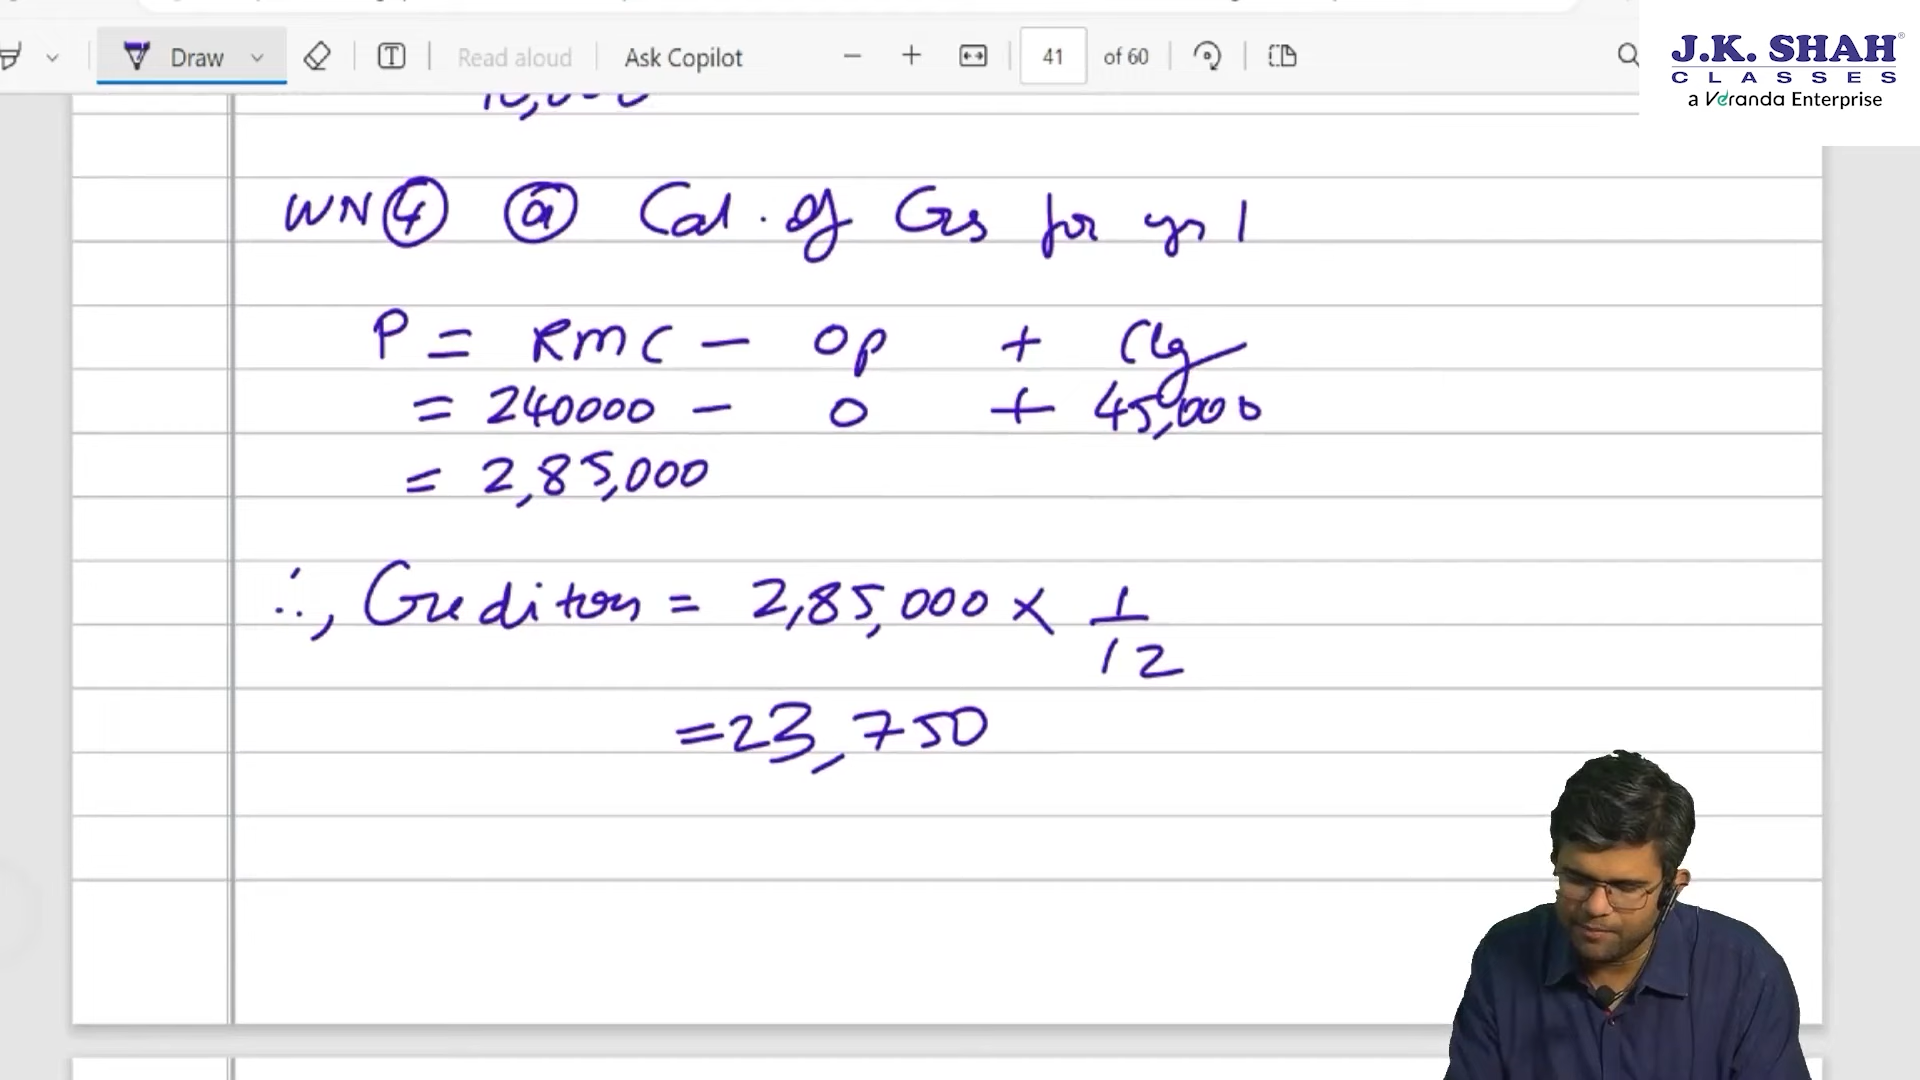 Draw
Read aloud
Ask Copilot
41 of 60
J.K. SHAH®
CLASSES
a Veranda Enterprise
10,000
WN ④ ⓐ Cal. of Crs for yr 1
P = RMC - Op + Clg
= 240000 - 0 + 45,000
= 2,85,000
∴, Creditors = 2,85,000 × 1/12
= 23,750